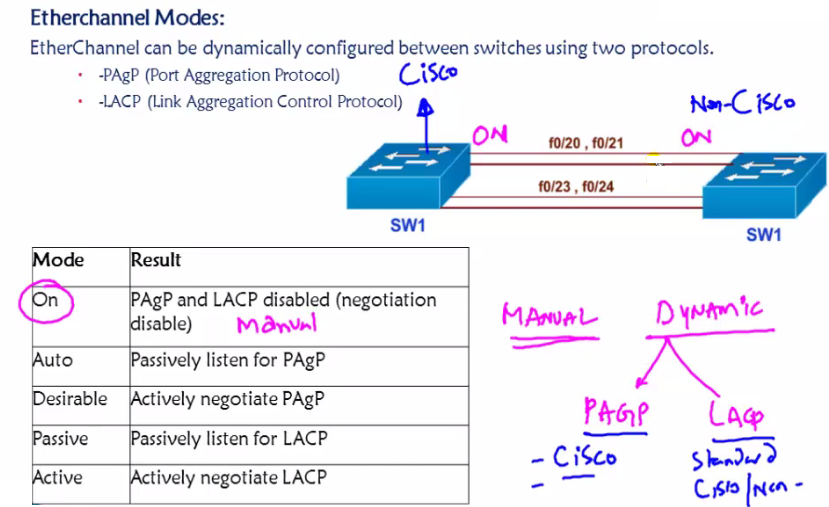 Etherchannel Modes:
EtherChannel can be dynamically configured between switches using two protocols.
• -PAgP (Port Aggregation Protocol)
• -LACP (Link Aggregation Control Protocol)
Cisco
Non-Cisco
ON
f0/20 , f0/21
ON
f0/23 , f0/24
SW1
SW1
Mode Result
On PAgP and LACP disabled (negotiation
disable) Manual
Auto Passively listen for PAgP
Desirable Actively negotiate PAgP
Passive Passively listen for LACP
Active Actively negotiate LACP
MANUAL DYNAMIC
PAGP LACP
- Cisco
-
Standard
Cisco/Non -